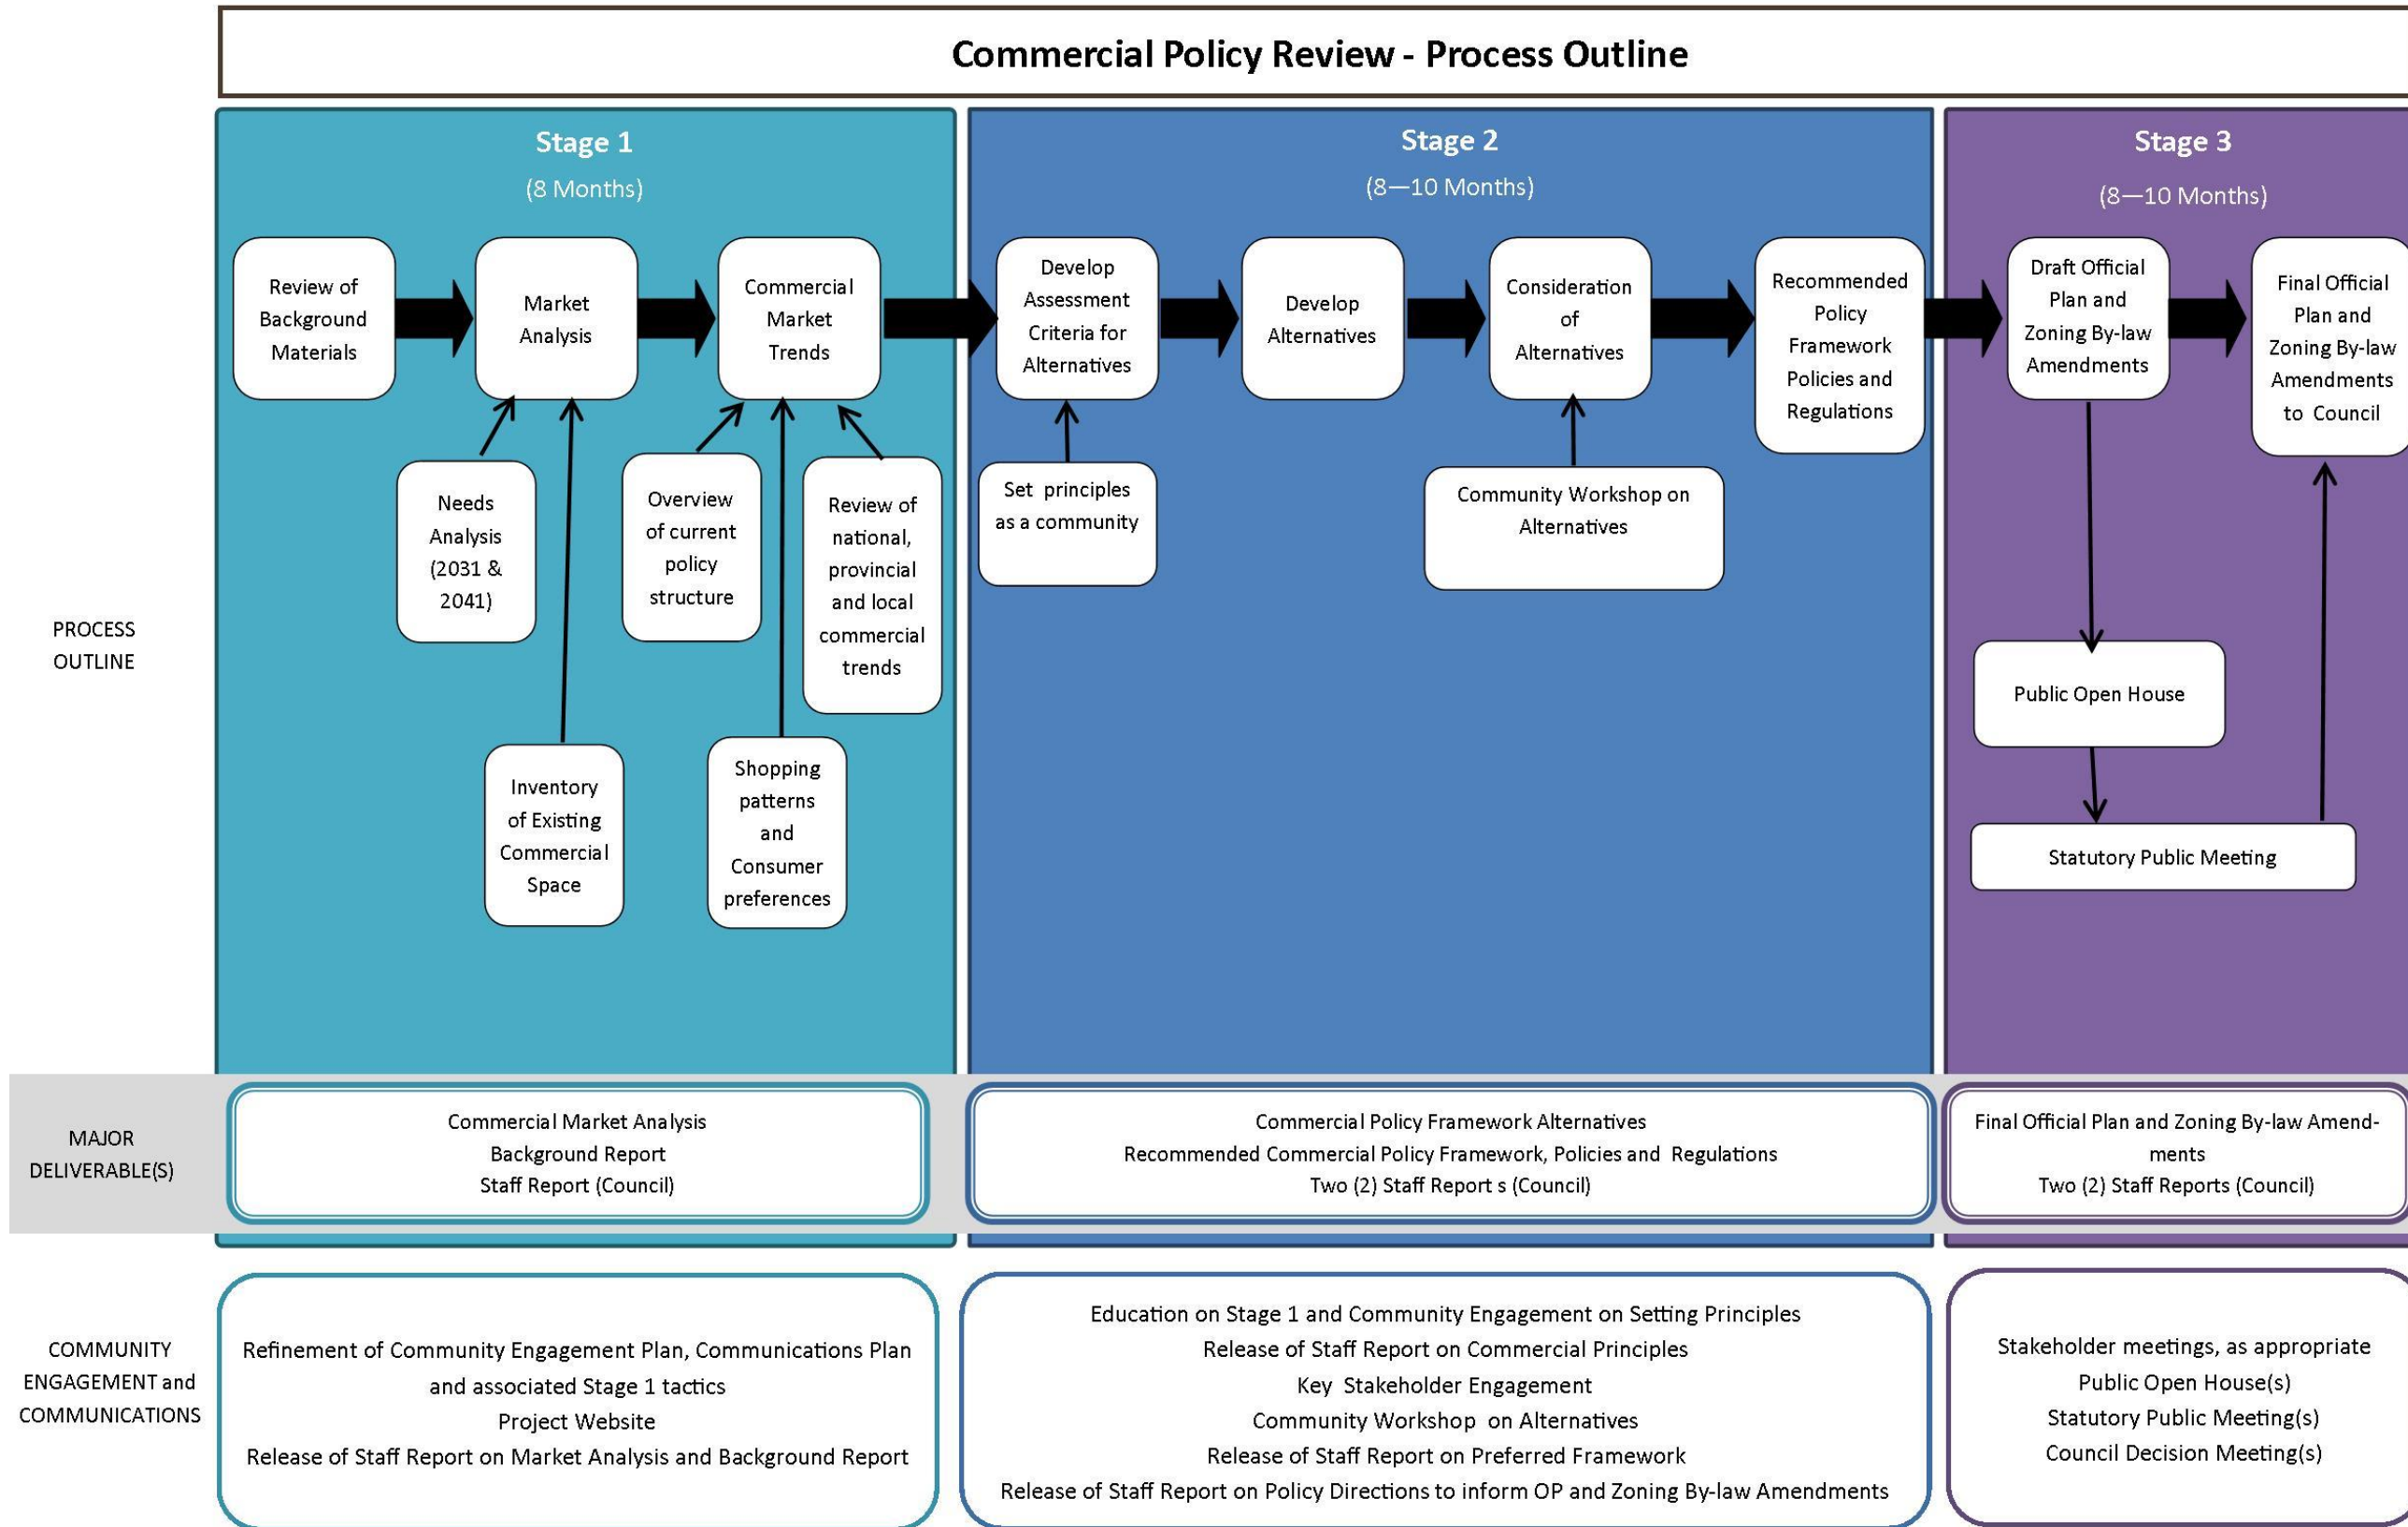 Commercial Policy Review - Process Outline
Stage 1
(8 Months)
Stage 2
(8—10 Months)
Stage 3
(8—10 Months)
PROCESS
OUTLINE
Review of
Background
Materials
Market
Analysis
Commercial
Market
Trends
Needs
Analysis
(2031 &
2041)
Overview
of current
policy
structure
Review of
national,
provincial
and local
commercial
trends
Inventory
of Existing
Commercial
Space
Shopping
patterns
and
Consumer
preferences
Develop
Assessment
Criteria for
Alternatives
Develop
Alternatives
Consideration
of
Alternatives
Recommended
Policy
Framework
Policies and
Regulations
Set principles
as a community
Community Workshop on
Alternatives
Draft Official
Plan and
Zoning By-law
Amendments
Final Official
Plan and
Zoning By-law
Amendments
to Council
Public Open House
Statutory Public Meeting
MAJOR
DELIVERABLE(S)
Commercial Market Analysis
Background Report
Staff Report (Council)
Commercial Policy Framework Alternatives
Recommended Commercial Policy Framework, Policies and Regulations
Two (2) Staff Report s (Council)
Final Official Plan and Zoning By-law Amend-
ments
Two (2) Staff Reports (Council)
COMMUNITY
ENGAGEMENT and
COMMUNICATIONS
Refinement of Community Engagement Plan, Communications Plan
and associated Stage 1 tactics
Project Website
Release of Staff Report on Market Analysis and Background Report
Education on Stage 1 and Community Engagement on Setting Principles
Release of Staff Report on Commercial Principles
Key Stakeholder Engagement
Community Workshop on Alternatives
Release of Staff Report on Preferred Framework
Release of Staff Report on Policy Directions to inform OP and Zoning By-law Amendments
Stakeholder meetings, as appropriate
Public Open House(s)
Statutory Public Meeting(s)
Council Decision Meeting(s)